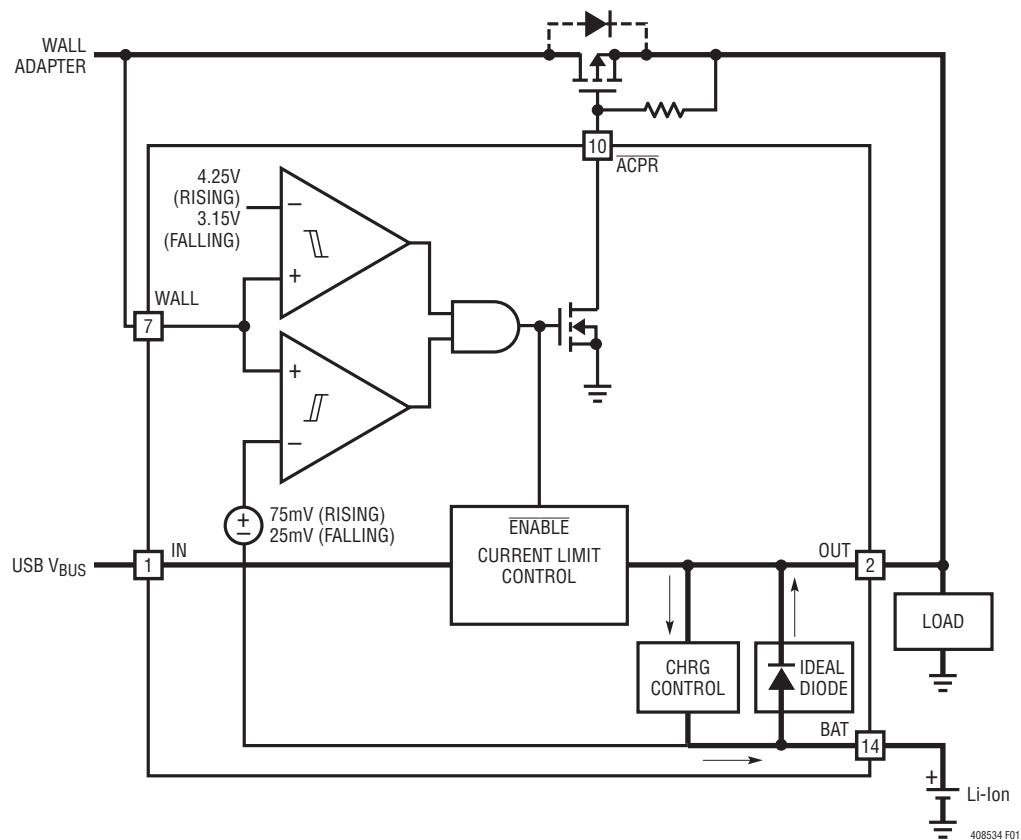 WALL
ADAPTER
10
ACPR
4.25V
(RISING)
3.15V
(FALLING)
–
+
WALL
7
+
–
+
–
75mV (RISING)
25mV (FALLING)
ENABLE
CURRENT LIMIT
CONTROL
USB VBUS
1
IN
OUT
2
LOAD
CHRG
CONTROL
IDEAL
DIODE
BAT
14
+
Li-Ion
408534 F01